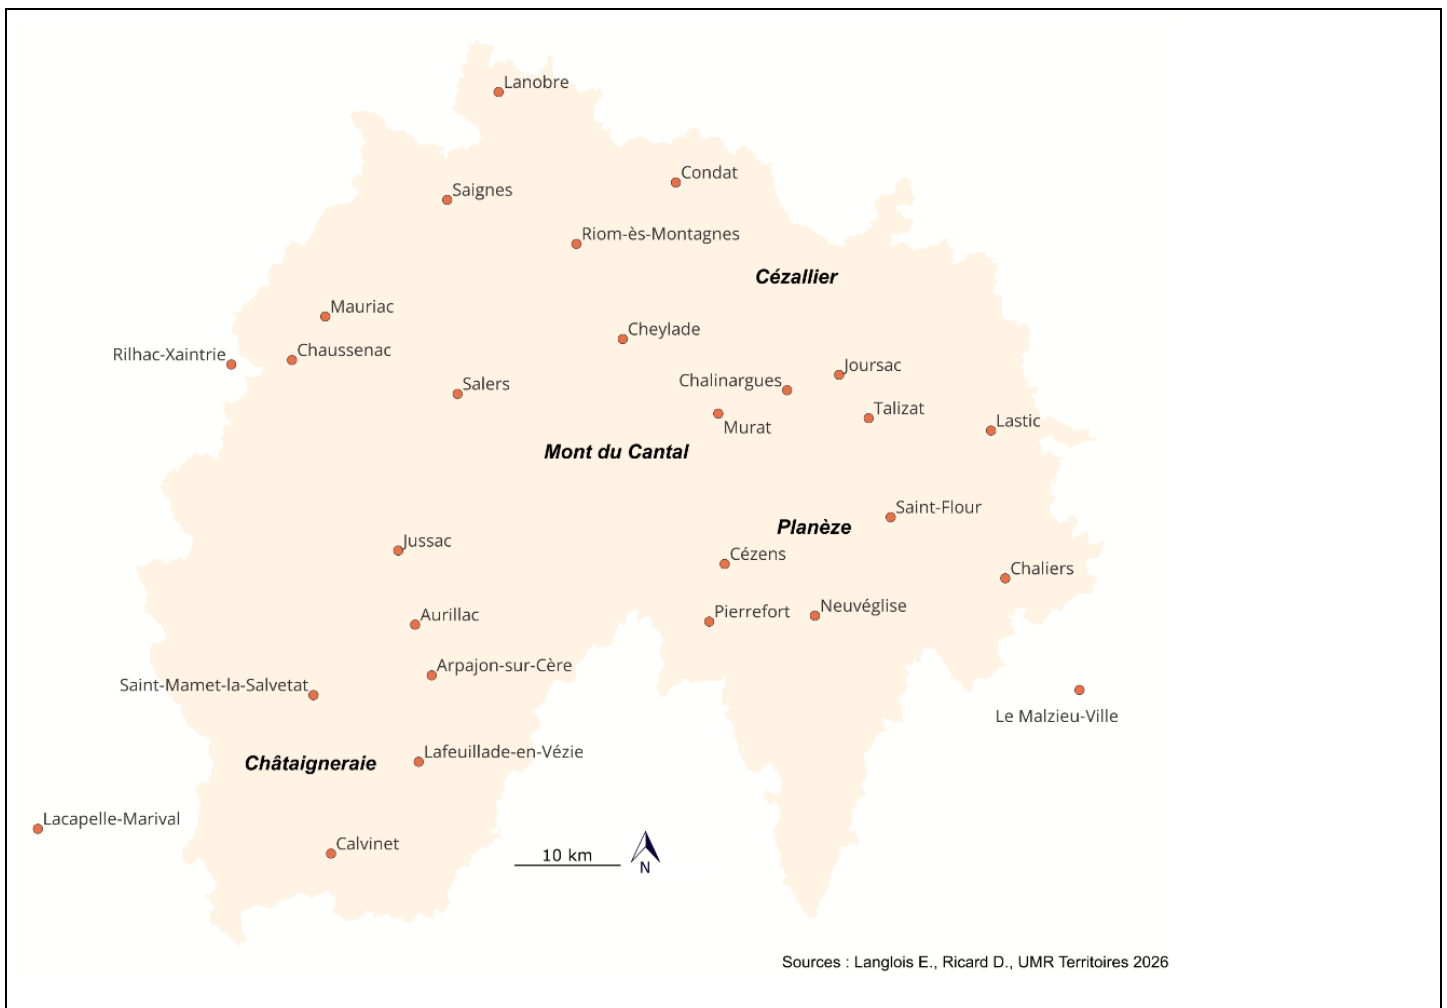 Lanobre
Condat
Saignes
Riom-ès-Montagnes
Cézallier
Mauriac
Cheylade
Rilhac-Xaintrie
Chaussenac
Joursac
Chalinargues
Salers
Talizat
Lastic
Murat
Mont du Cantal
Saint-Flour
Planèze
Jussac
Cézens
Chaliers
Neuvéglise
Pierrefort
Aurillac
Arpajon-sur-Cère
Saint-Mamet-la-Salvetat
Le Malzieu-Ville
Lafeuillade-en-Vézie
Châtaigneraie
Lacapelle-Marival
Calvinet
10 km
N
Sources : Langlois E., Ricard D., UMR Territoires 2026